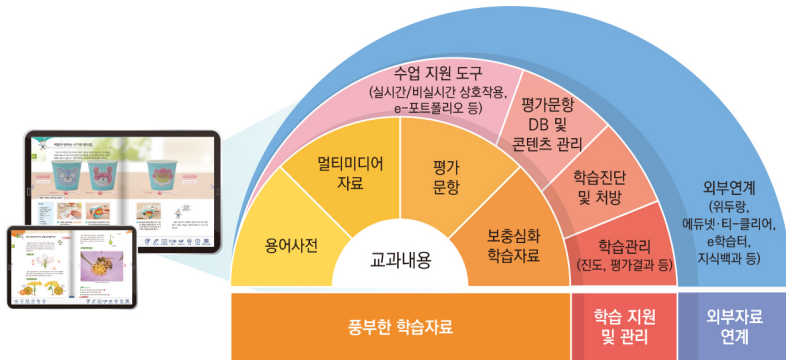 수업 지원 도구
(실시간/비실시간 상호작용,
e-포트폴리오 등)
평가문항
DB 및
콘텐츠 관리
학습진단
및 처방
학습관리
(진도, 평가결과 등)
외부연계
(위두랑,
에듀넷·티-클리어,
e학습터,
지식백과 등)
용어사전
멀티미디어
자료
평가
문항
보충심화
학습자료
교과내용
풍부한 학습자료
학습 지원
및 관리
외부자료
연계